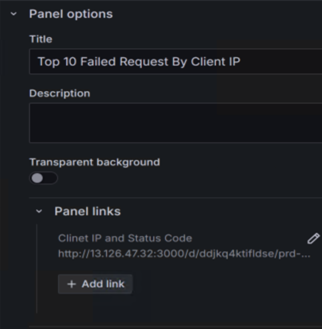 Panel options
Title
Top 10 Failed Request By Client IP
Description
Transparent background
Panel links
Clinet IP and Status Code
http://13.126.47.32:3000/d/ddjkq4ktifldse/prd-...
+ Add link